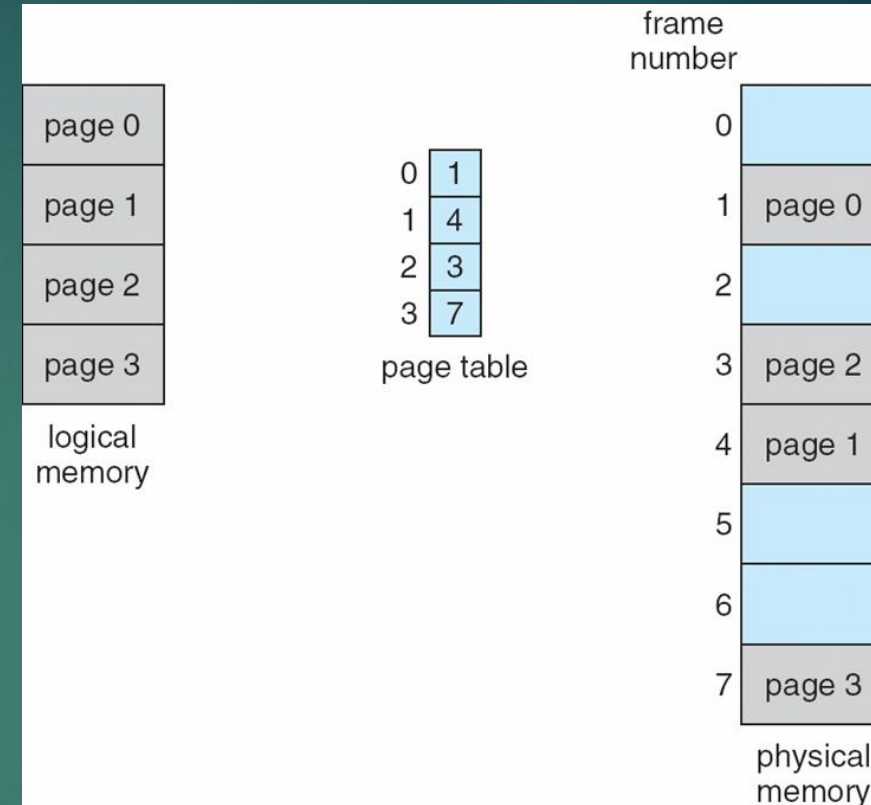 page 0
page 1
page 2
page 3
logical
memory
0 1
1 4
2 3
3 7
page table
frame
number
0
1 page 0
2
3 page 2
4 page 1
5
6
7 page 3
physical
memory